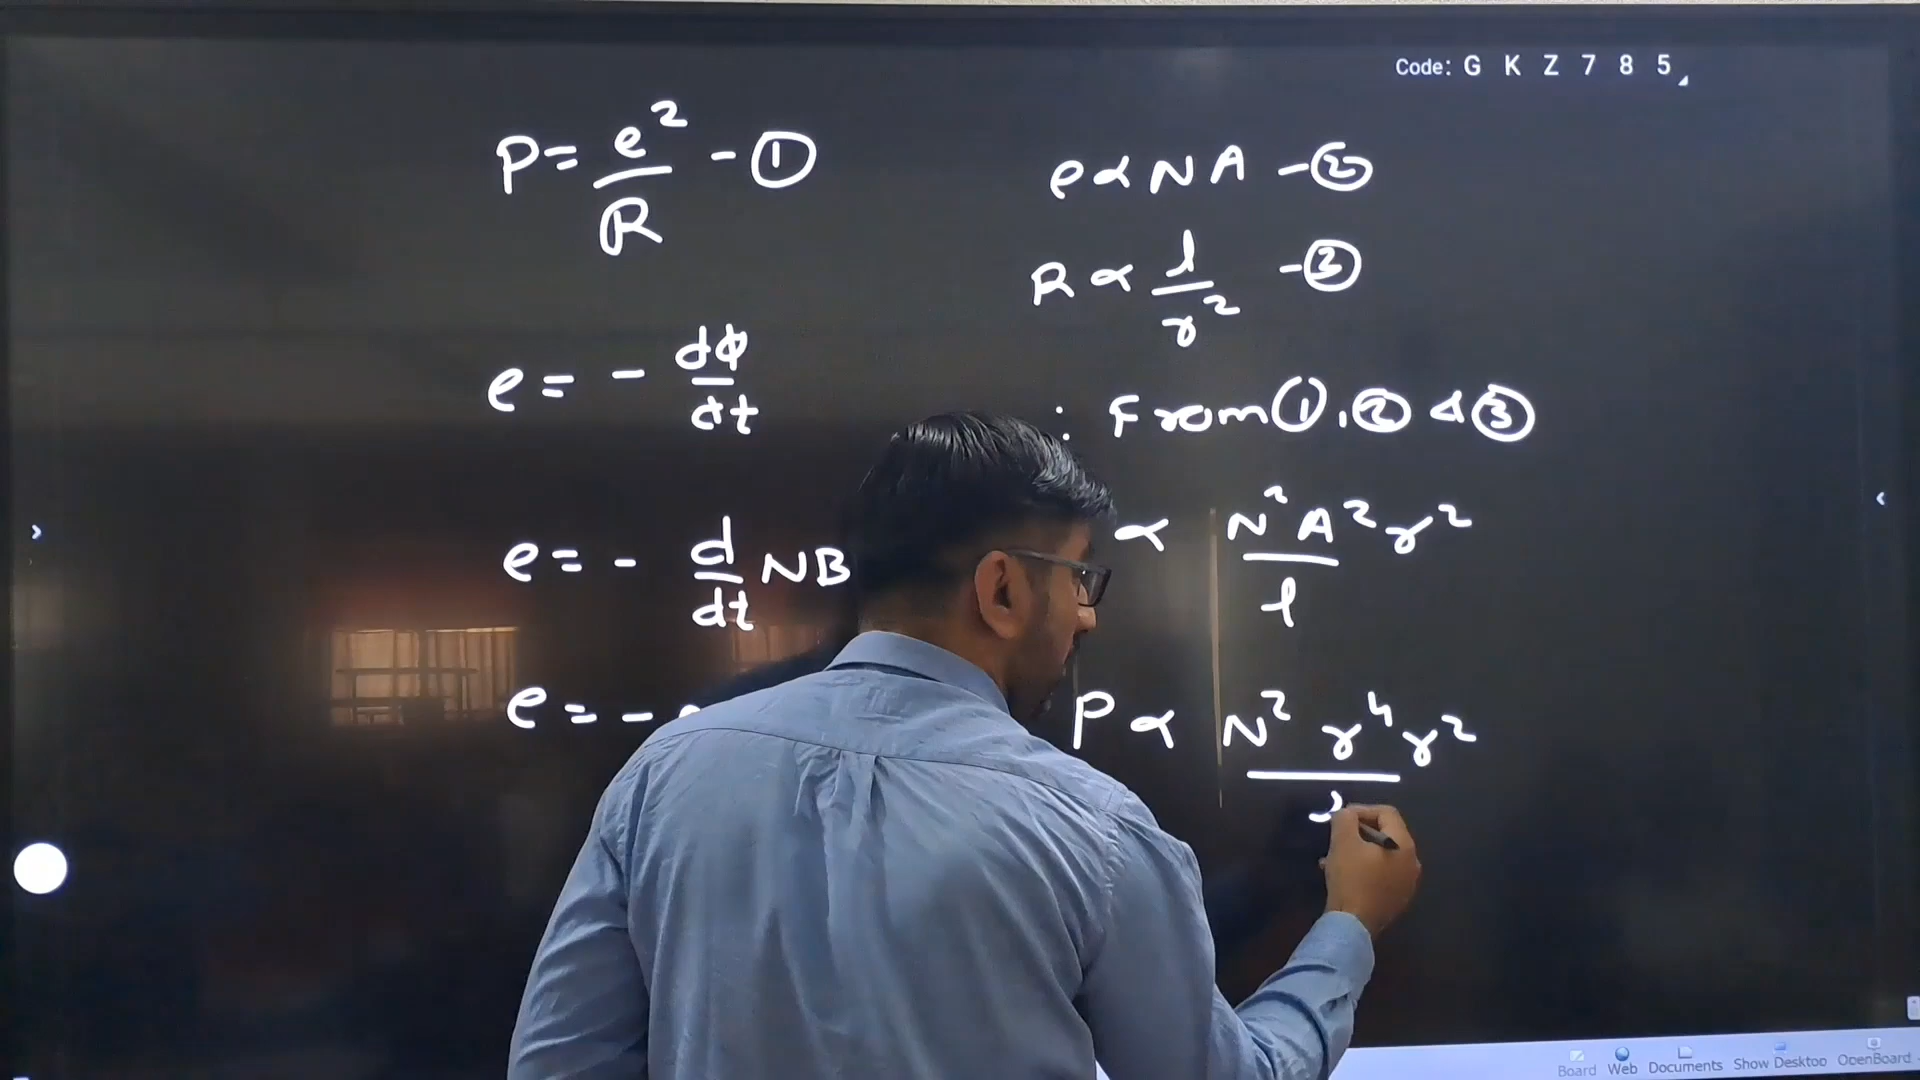 Code: G K Z 7 8 5
P = e²/R - ①
e = - dΦ/dt
e = - d/dt NB
e = -
e ∝ NA - ②
R ∝ l/r² - ③
: From ①, ② & ③
∝ N²A²r²/l
P ∝ N² r⁴ r²/
Board Web Documents Show Desktop OpenBoard